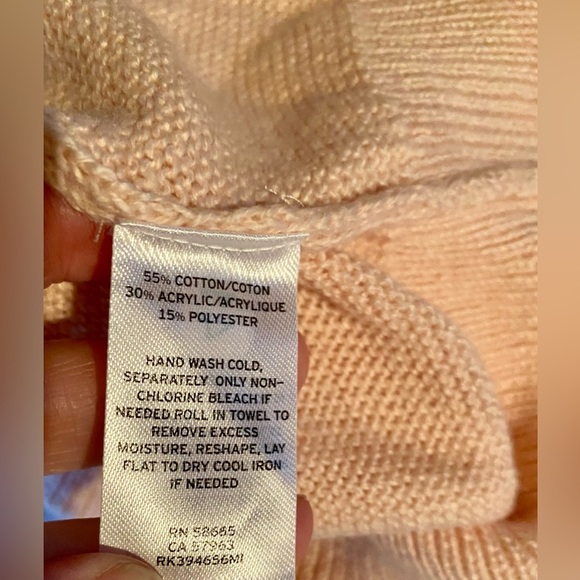 55% COTTON/COTON
30% ACRYLIC/ACRYLIQUE
15% POLYESTER
HAND WASH COLD,
SEPARATELY ONLY NON-
CHLORINE BLEACH IF
NEEDED ROLL IN TOWEL TO
REMOVE EXCESS
MOISTURE, RESHAPE, LAY
FLAT TO DRY COOL IRON
IF NEEDED
RN 58665
CA 57963
RK394656MI